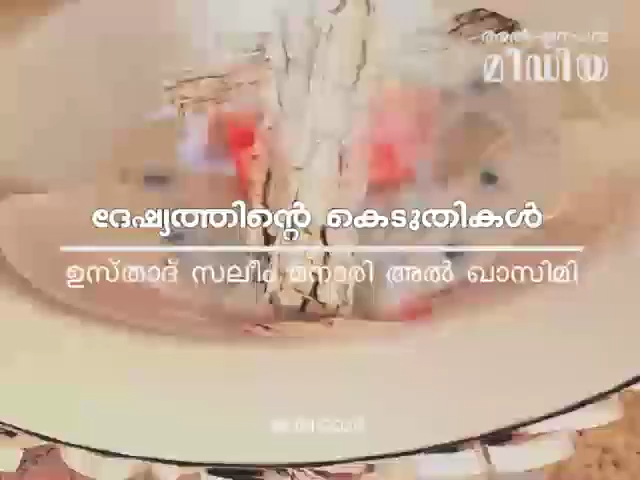 മീഡിയ
ദേഷ്യത്തിന്റെ കെടുതികൾ
ഉസ്താദ് സലീം മനാരി അൽ ഖാസിമി